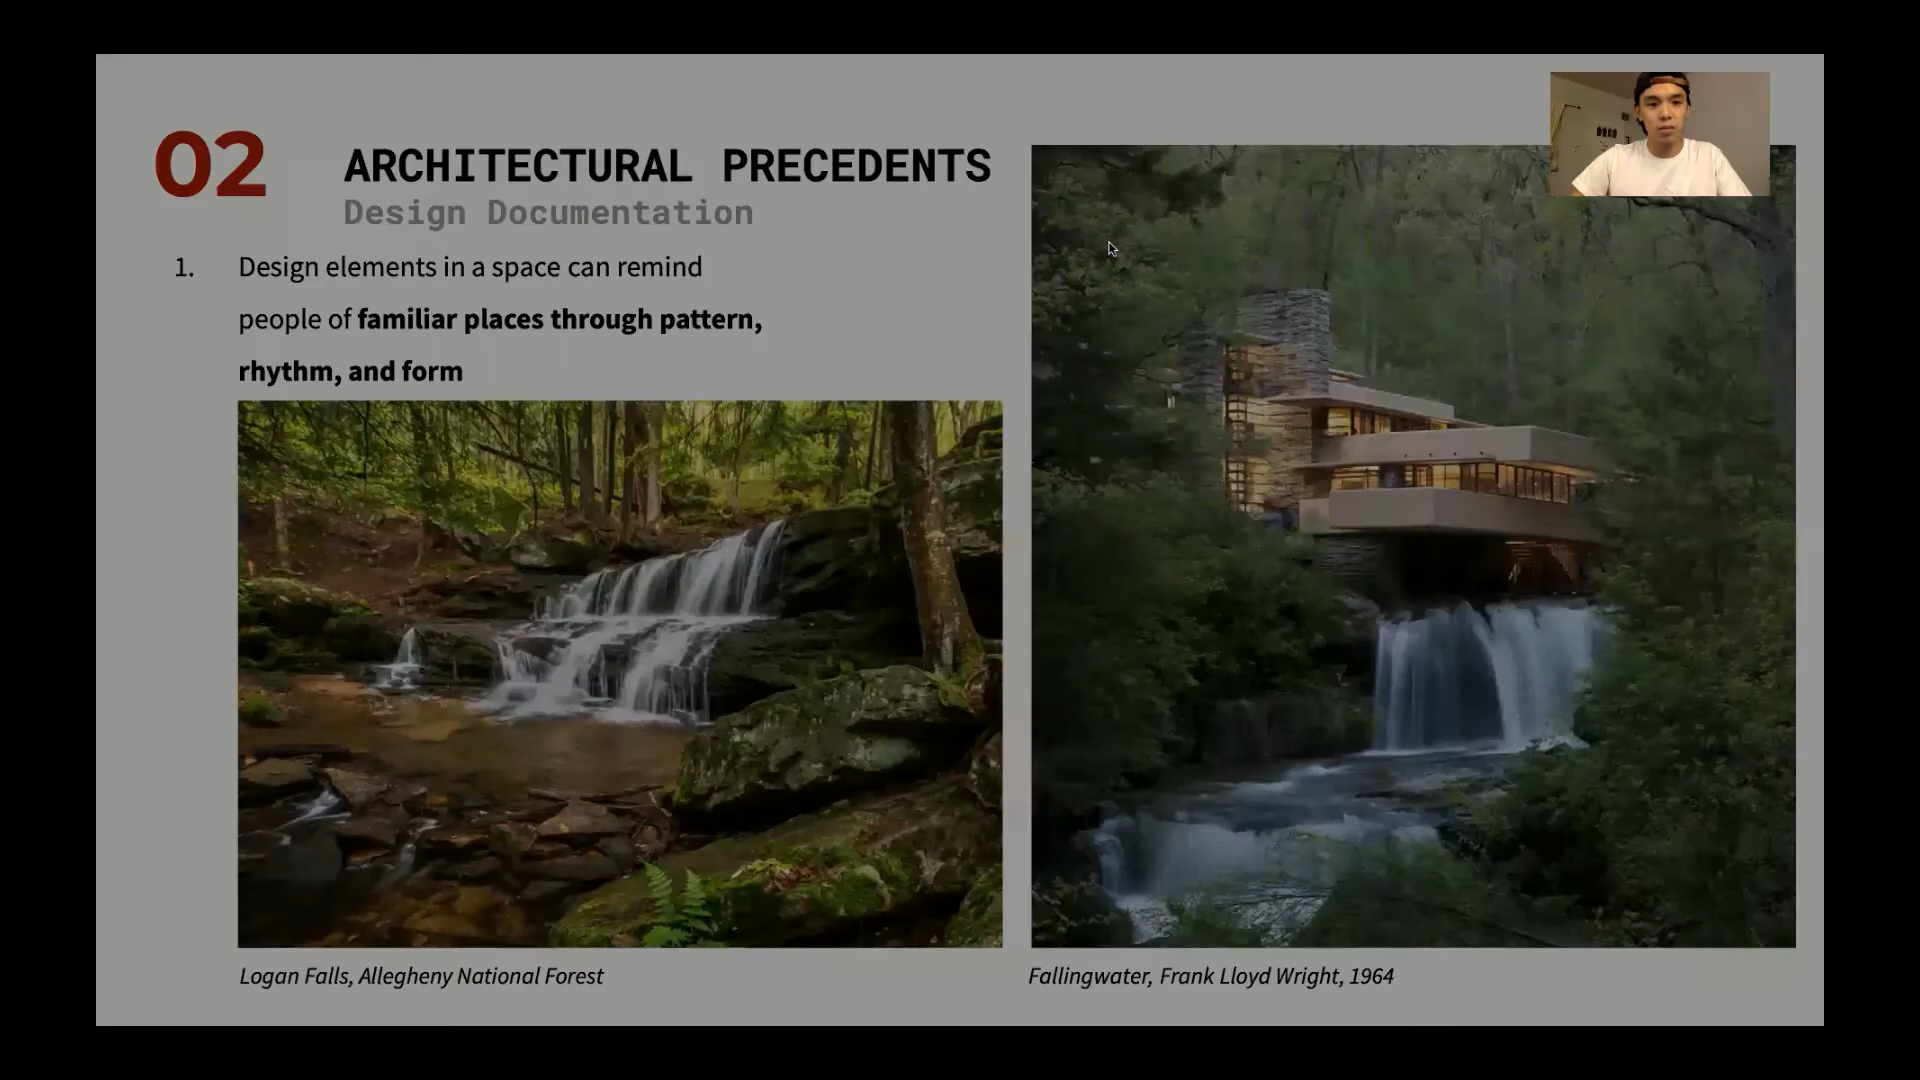 02
ARCHITECTURAL PRECEDENTS
Design Documentation
1. Design elements in a space can remind
people of familiar places through pattern,
rhythm, and form
Logan Falls, Allegheny National Forest
Fallingwater, Frank Lloyd Wright, 1964